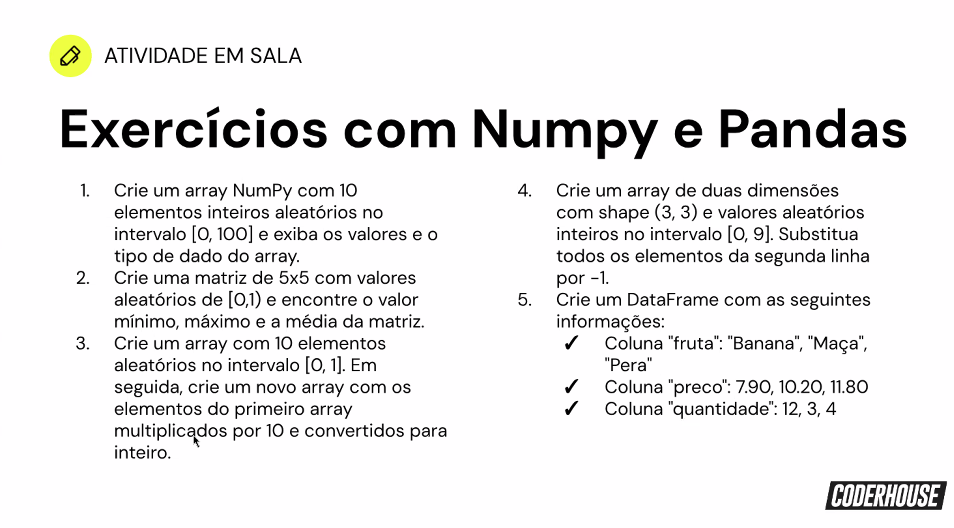 ATIVIDADE EM SALA
Exercícios com Numpy e Pandas
1. Crie um array NumPy com 10
elementos inteiros aleatórios no
intervalo [0, 100] e exiba os valores e o
tipo de dado do array.
2. Crie uma matriz de 5x5 com valores
aleatórios de [0,1) e encontre o valor
mínimo, máximo e a média da matriz.
3. Crie um array com 10 elementos
aleatórios no intervalo [0, 1]. Em
seguida, crie um novo array com os
elementos do primeiro array
multiplicados por 10 e convertidos para
inteiro.
4. Crie um array de duas dimensões
com shape (3, 3) e valores aleatórios
inteiros no intervalo [0, 9]. Substitua
todos os elementos da segunda linha
por -1.
5. Crie um DataFrame com as seguintes
informações:
✓ Coluna "fruta": "Banana", "Maça",
"Pera"
✓ Coluna "preco": 7.90, 10.20, 11.80
✓ Coluna "quantidade": 12, 3, 4
CODERHOUSE